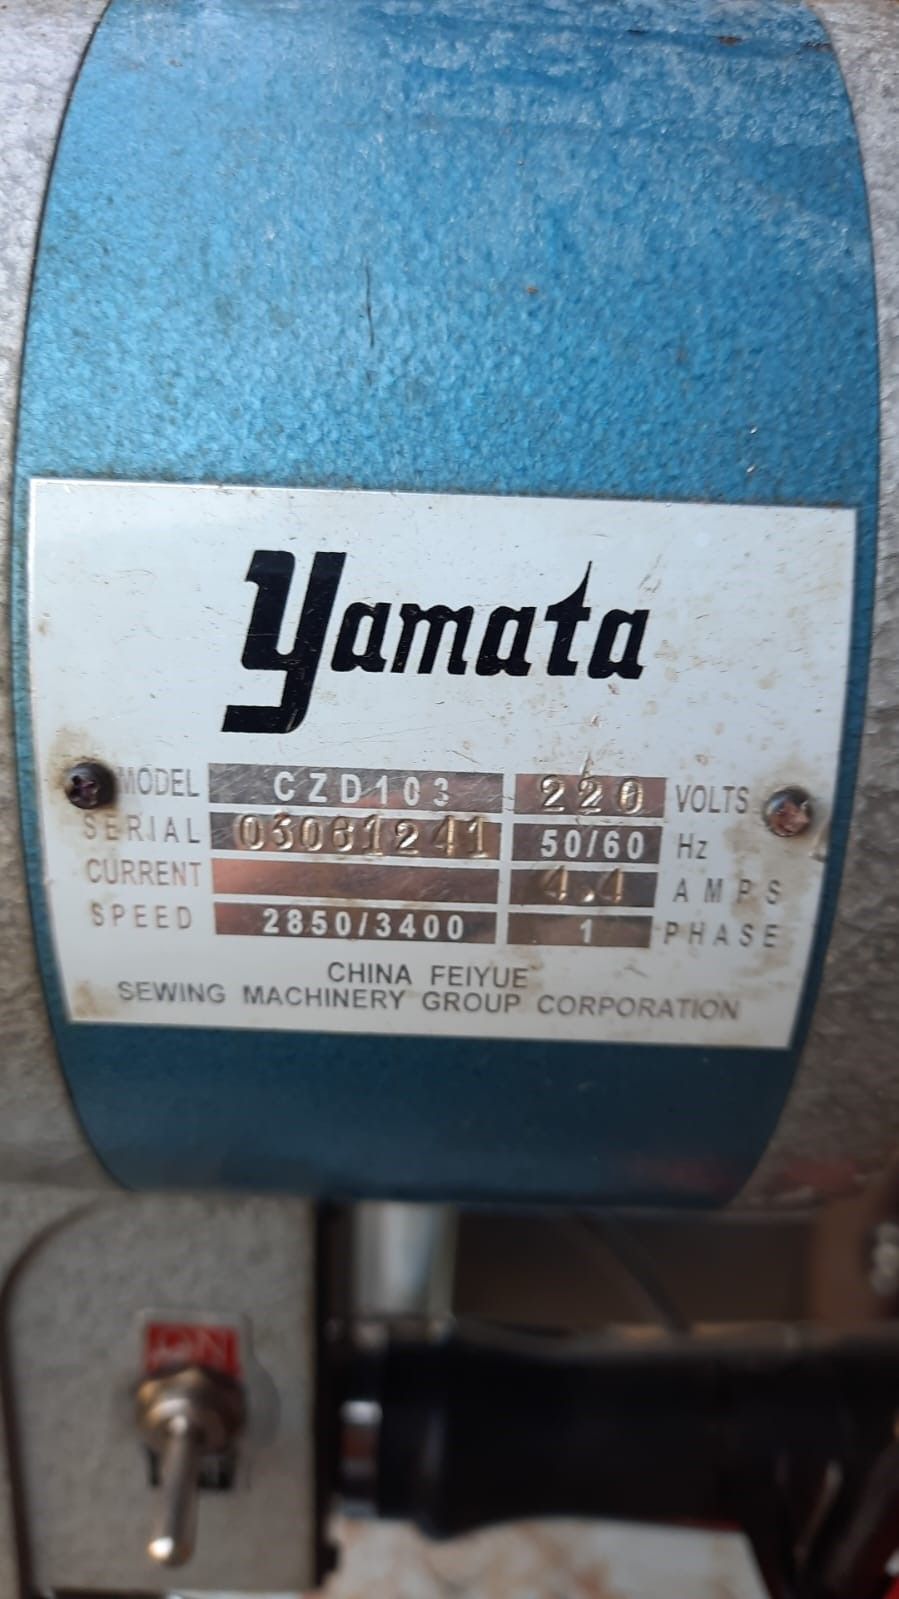 yamata
MODEL CZD103 220 VOLTS
SERIAL 03081241 50/60 Hz
CURRENT 4.4 AMPS
SPEED 2850/3400 1 PHASE
CHINA FEIYUE
SEWING MACHINERY GROUP CORPORATION
ON